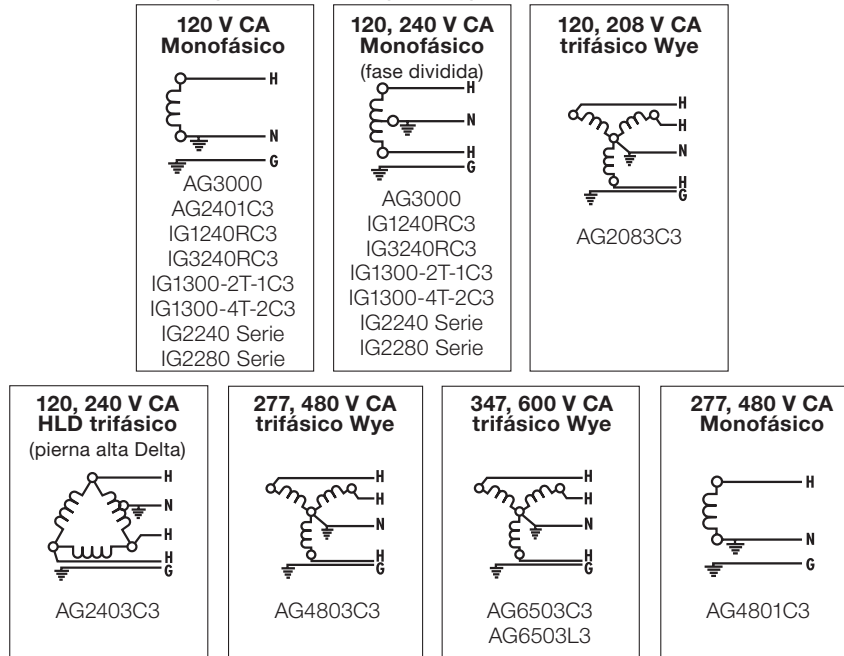 120 V CA
Monofásico
H
N
G
AG3000
AG2401C3
IG1240RC3
IG3240RC3
IG1300-2T-1C3
IG1300-4T-2C3
IG2240 Serie
IG2280 Serie
120, 240 V CA
Monofásico
(fase dividida)
H
N
H
G
AG3000
IG1240RC3
IG3240RC3
IG1300-2T-1C3
IG1300-4T-2C3
IG2240 Serie
IG2280 Serie
120, 208 V CA
trifásico Wye
H
H
N
H
G
AG2083C3
120, 240 V CA
HLD trifásico
(pierna alta Delta)
H
N
H
H
G
AG2403C3
277, 480 V CA
trifásico Wye
H
H
N
H
G
AG4803C3
347, 600 V CA
trifásico Wye
H
H
N
H
G
AG6503C3
AG6503L3
277, 480 V CA
Monofásico
H
N
G
AG4801C3